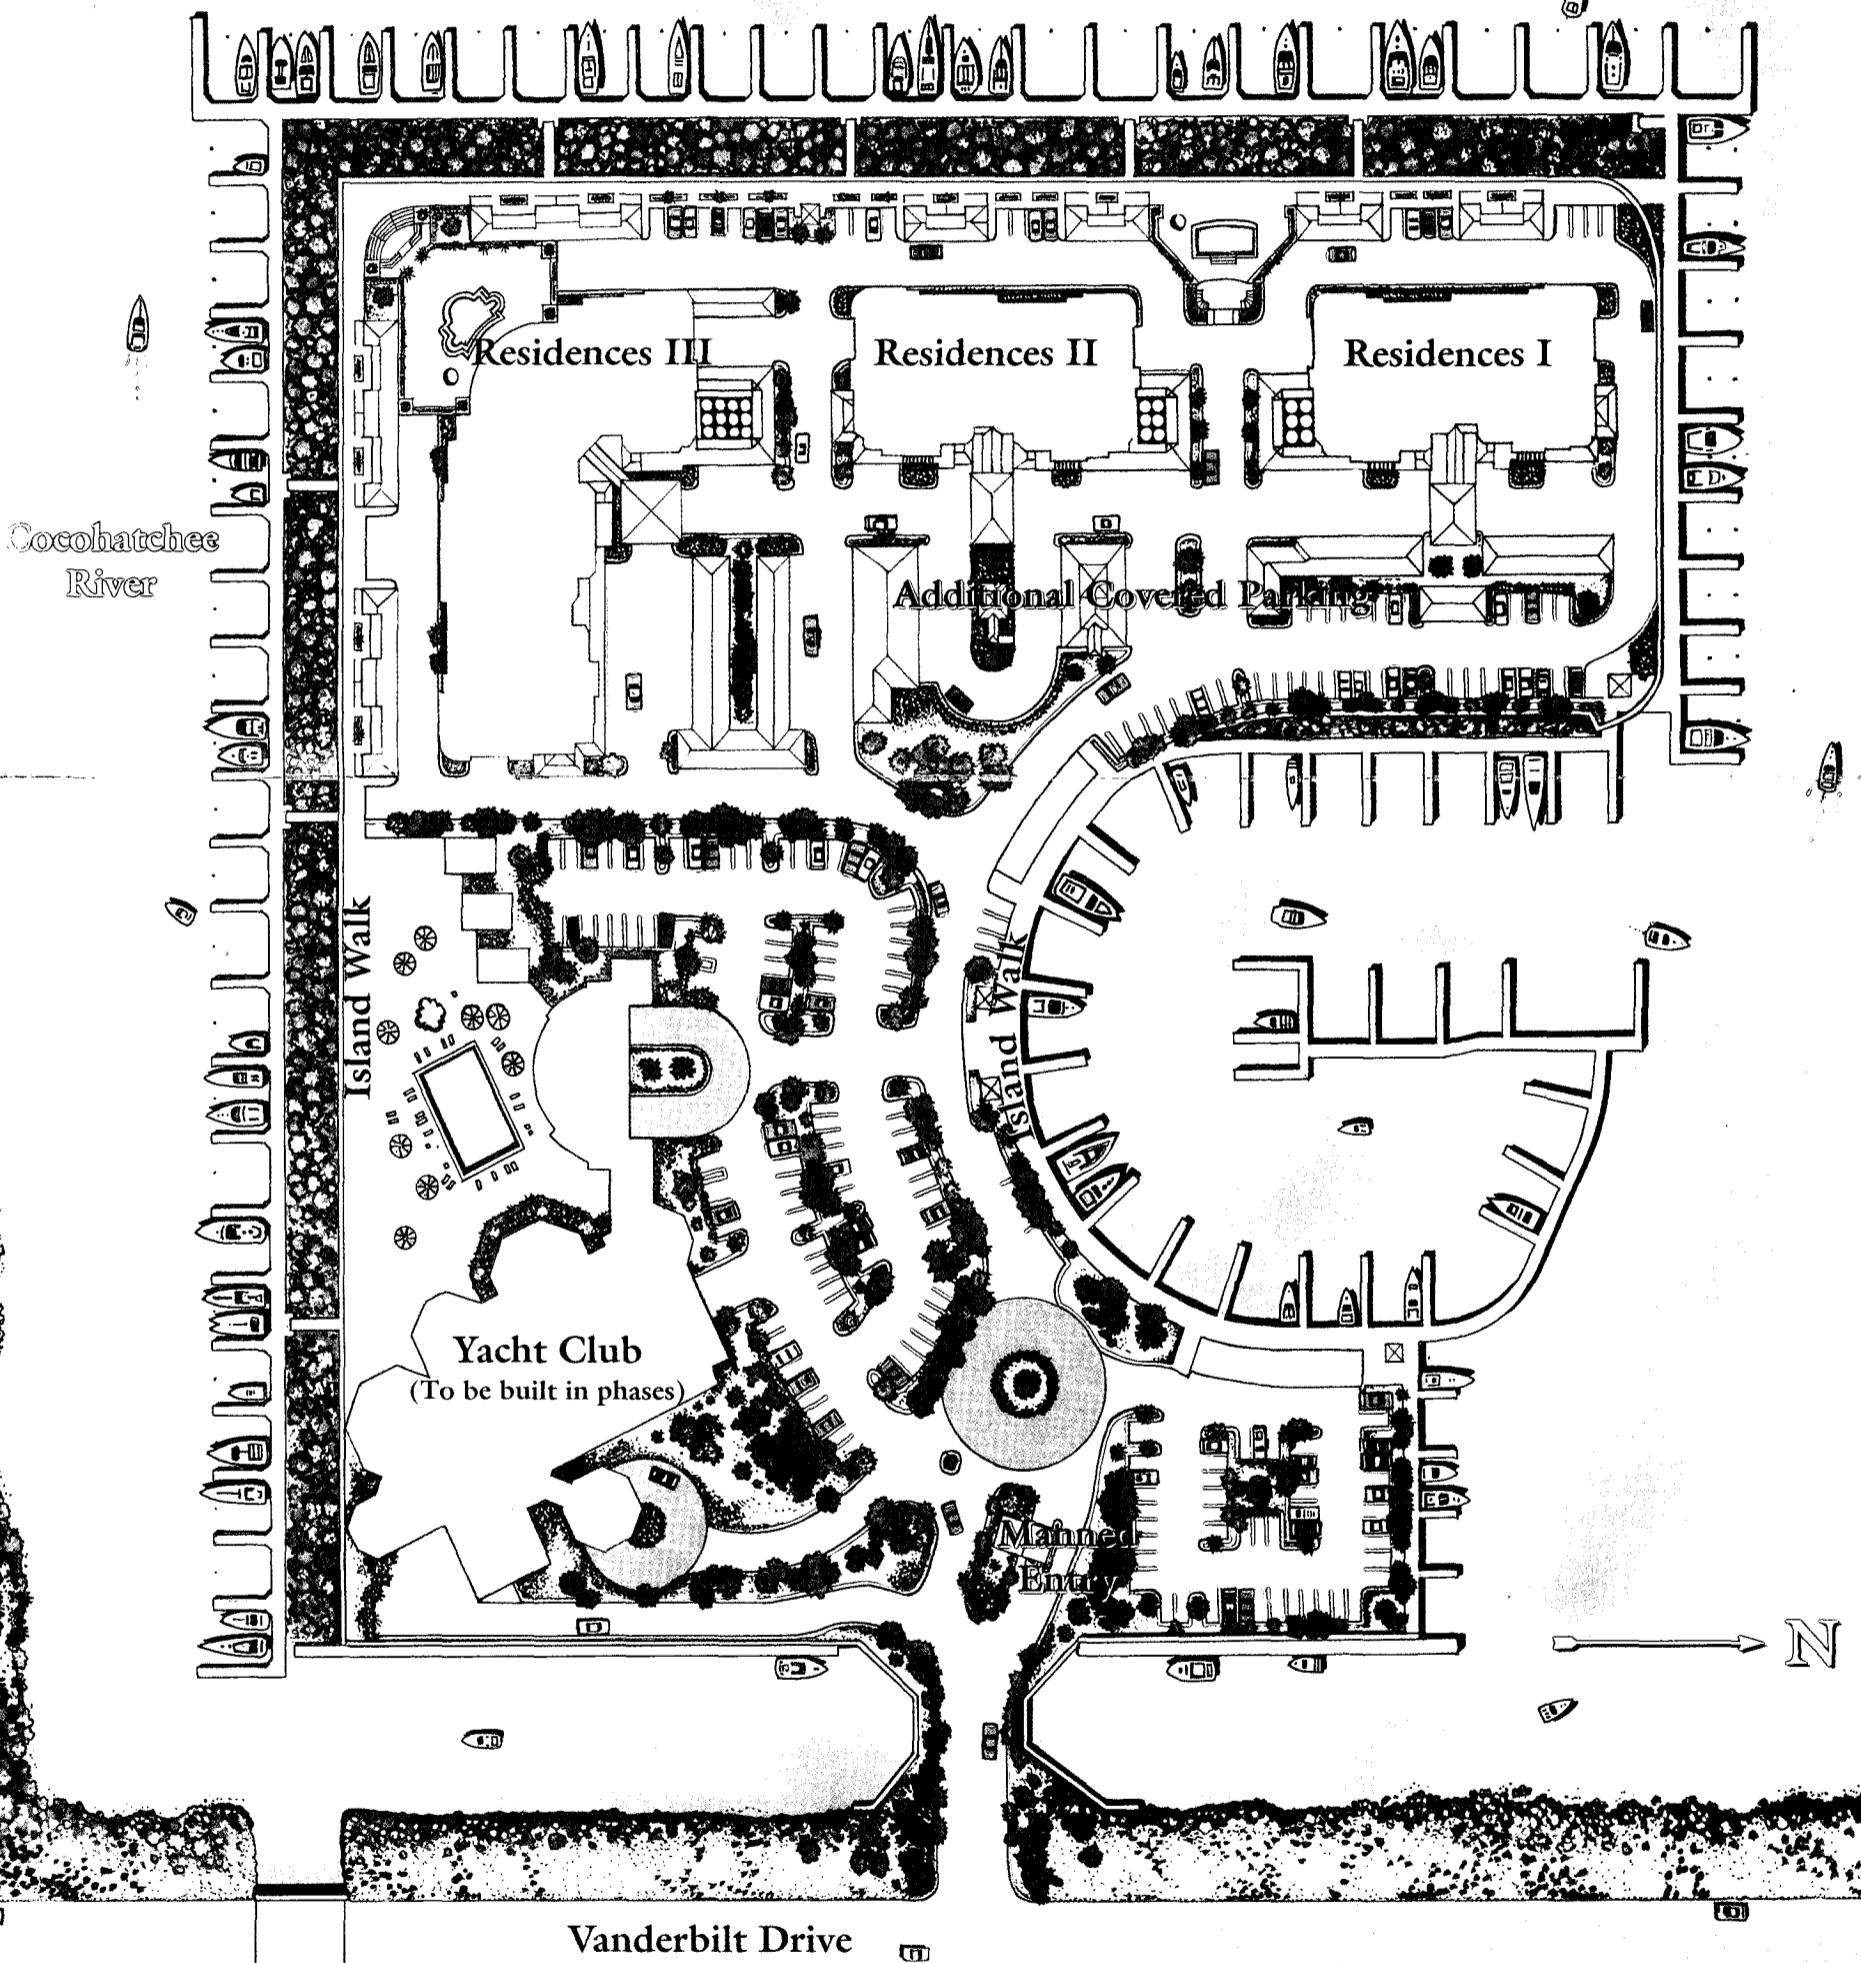 Residences III
Residences II
Residences I
Cocohatchee
River
Additional Covered Parking
Island Walk
Island Walk
Yacht Club
(To be built in phases)
Manned
Entry
N
Vanderbilt Drive